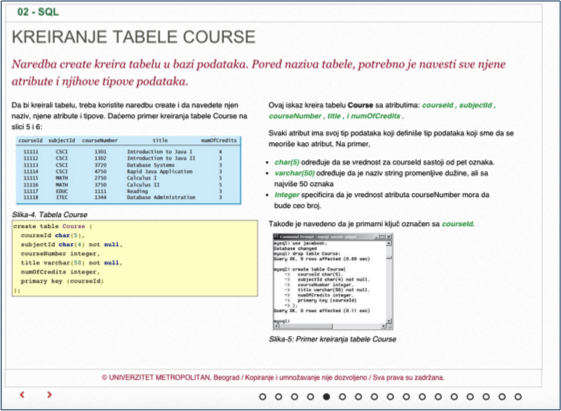 02 - SQL
KREIRANJE TABELE COURSE
Naredba create kreira tabelu u bazi podataka. Pored naziva tabele, potrebno je navesti sve njene
atribute i njihove tipove podataka.
Da bi kreirali tabelu, treba koristite naredbu create i da navedete njen
naziv, njene atribute i tipove. Daćemo primer kreiranja tabele Course na
slici 5 i 6:
courseId subjectId courseNumber title numOfCredits
11111 CSCI 1301 Introduction to Java I 4
11112 CSCI 1302 Introduction to Java II 3
11113 CSCI 3720 Database Systems 3
11114 CSCI 4750 Rapid Java Application 3
11115 MATH 2750 Calculus I 5
11116 MATH 3750 Calculus II 5
11117 EDUC 1111 Reading 3
11118 ITEC 1344 Database Administration 3
Slika-4. Tabela Course
create table Course (
courseId char(5),
subjectId char(4) not null,
courseNumber integer,
title varchar(50) not null,
numOfCredits integer,
primary key (courseId)
);
Ovaj iskaz kreira tabelu Course sa atributima: courseId , subjectId ,
courseNumber , title , i numOfCredits .
Svaki atribut ima svoj tip podataka koji definiše tip podataka koji sme da se
meoriše kao atribut, Na primer,
• char(5) određuje da se vrednost za courseId sastoji od pet oznaka.
• varchar(50) određuje da je naziv string promenljive dužine, ali sa
najviše 50 oznaka
• Integer specificira da je vrednost atributa courseNumber mora da
bude ceo broj.
Takođe je navedeno da je primarni ključ označen sa courseId.
Command Prompt - mysql
mysql> use javabook;
Database changed
mysql> drop table Course;
Query OK, 0 rows affected (0.00 sec)
mysql> create table Course(
-> courseId char(5),
-> subjectId char(4) not null,
-> courseNumber integer,
-> title varchar(50) not null,
-> numOfCredits integer,
-> primary key (courseId)
-> );
Query OK, 0 rows affected (0.11 sec)
mysql>
Slika-5: Primer kreiranja tabele Course
© UNIVERZITET METROPOLITAN, Beograd / Kopiranje i umnožavanje nije dozvoljeno / Sva prava su zadržana.